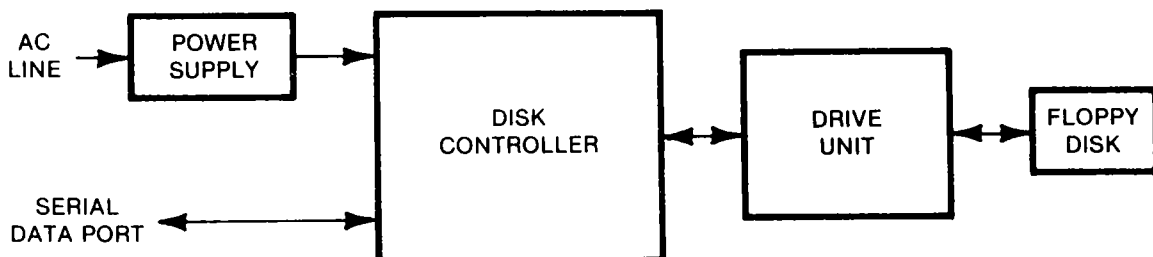 AC
LINE
POWER
SUPPLY
DISK
CONTROLLER
DRIVE
UNIT
FLOPPY
DISK
SERIAL
DATA PORT